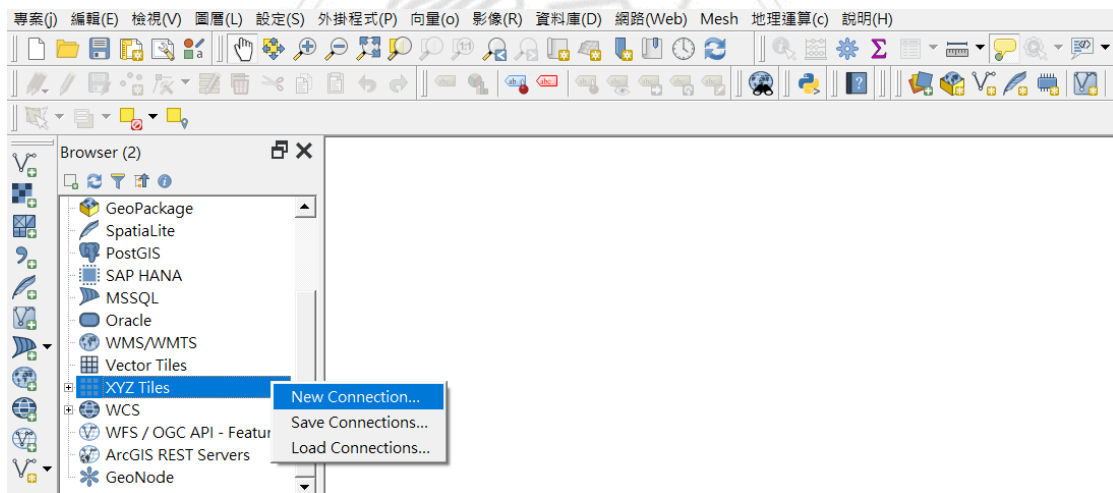 專案(j) 編輯(E) 檢視(V) 圖層(L) 設定(S) 外掛程式(P) 向量(o) 影像(R) 資料庫(D) 網路(Web) Mesh 地理運算(c) 說明(H)
Browser (2)
GeoPackage
SpatiaLite
PostGIS
SAP HANA
MSSQL
Oracle
WMS/WMTS
Vector Tiles
XYZ Tiles
New Connection...
WCS
Save Connections...
WFS / OGC API - Featur
Load Connections...
ArcGIS REST Servers
GeoNode